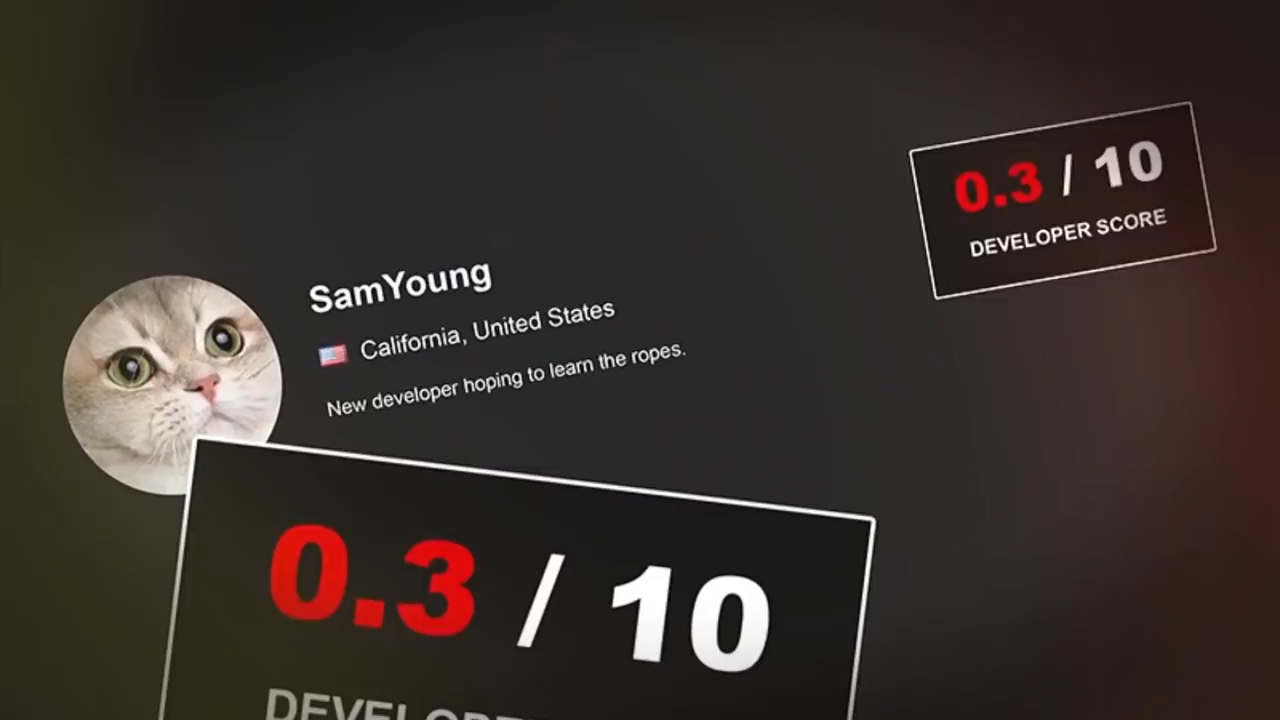 0.3 / 10
DEVELOPER SCORE
SamYoung
California, United States
New developer hoping to learn the ropes.
0.3 / 10